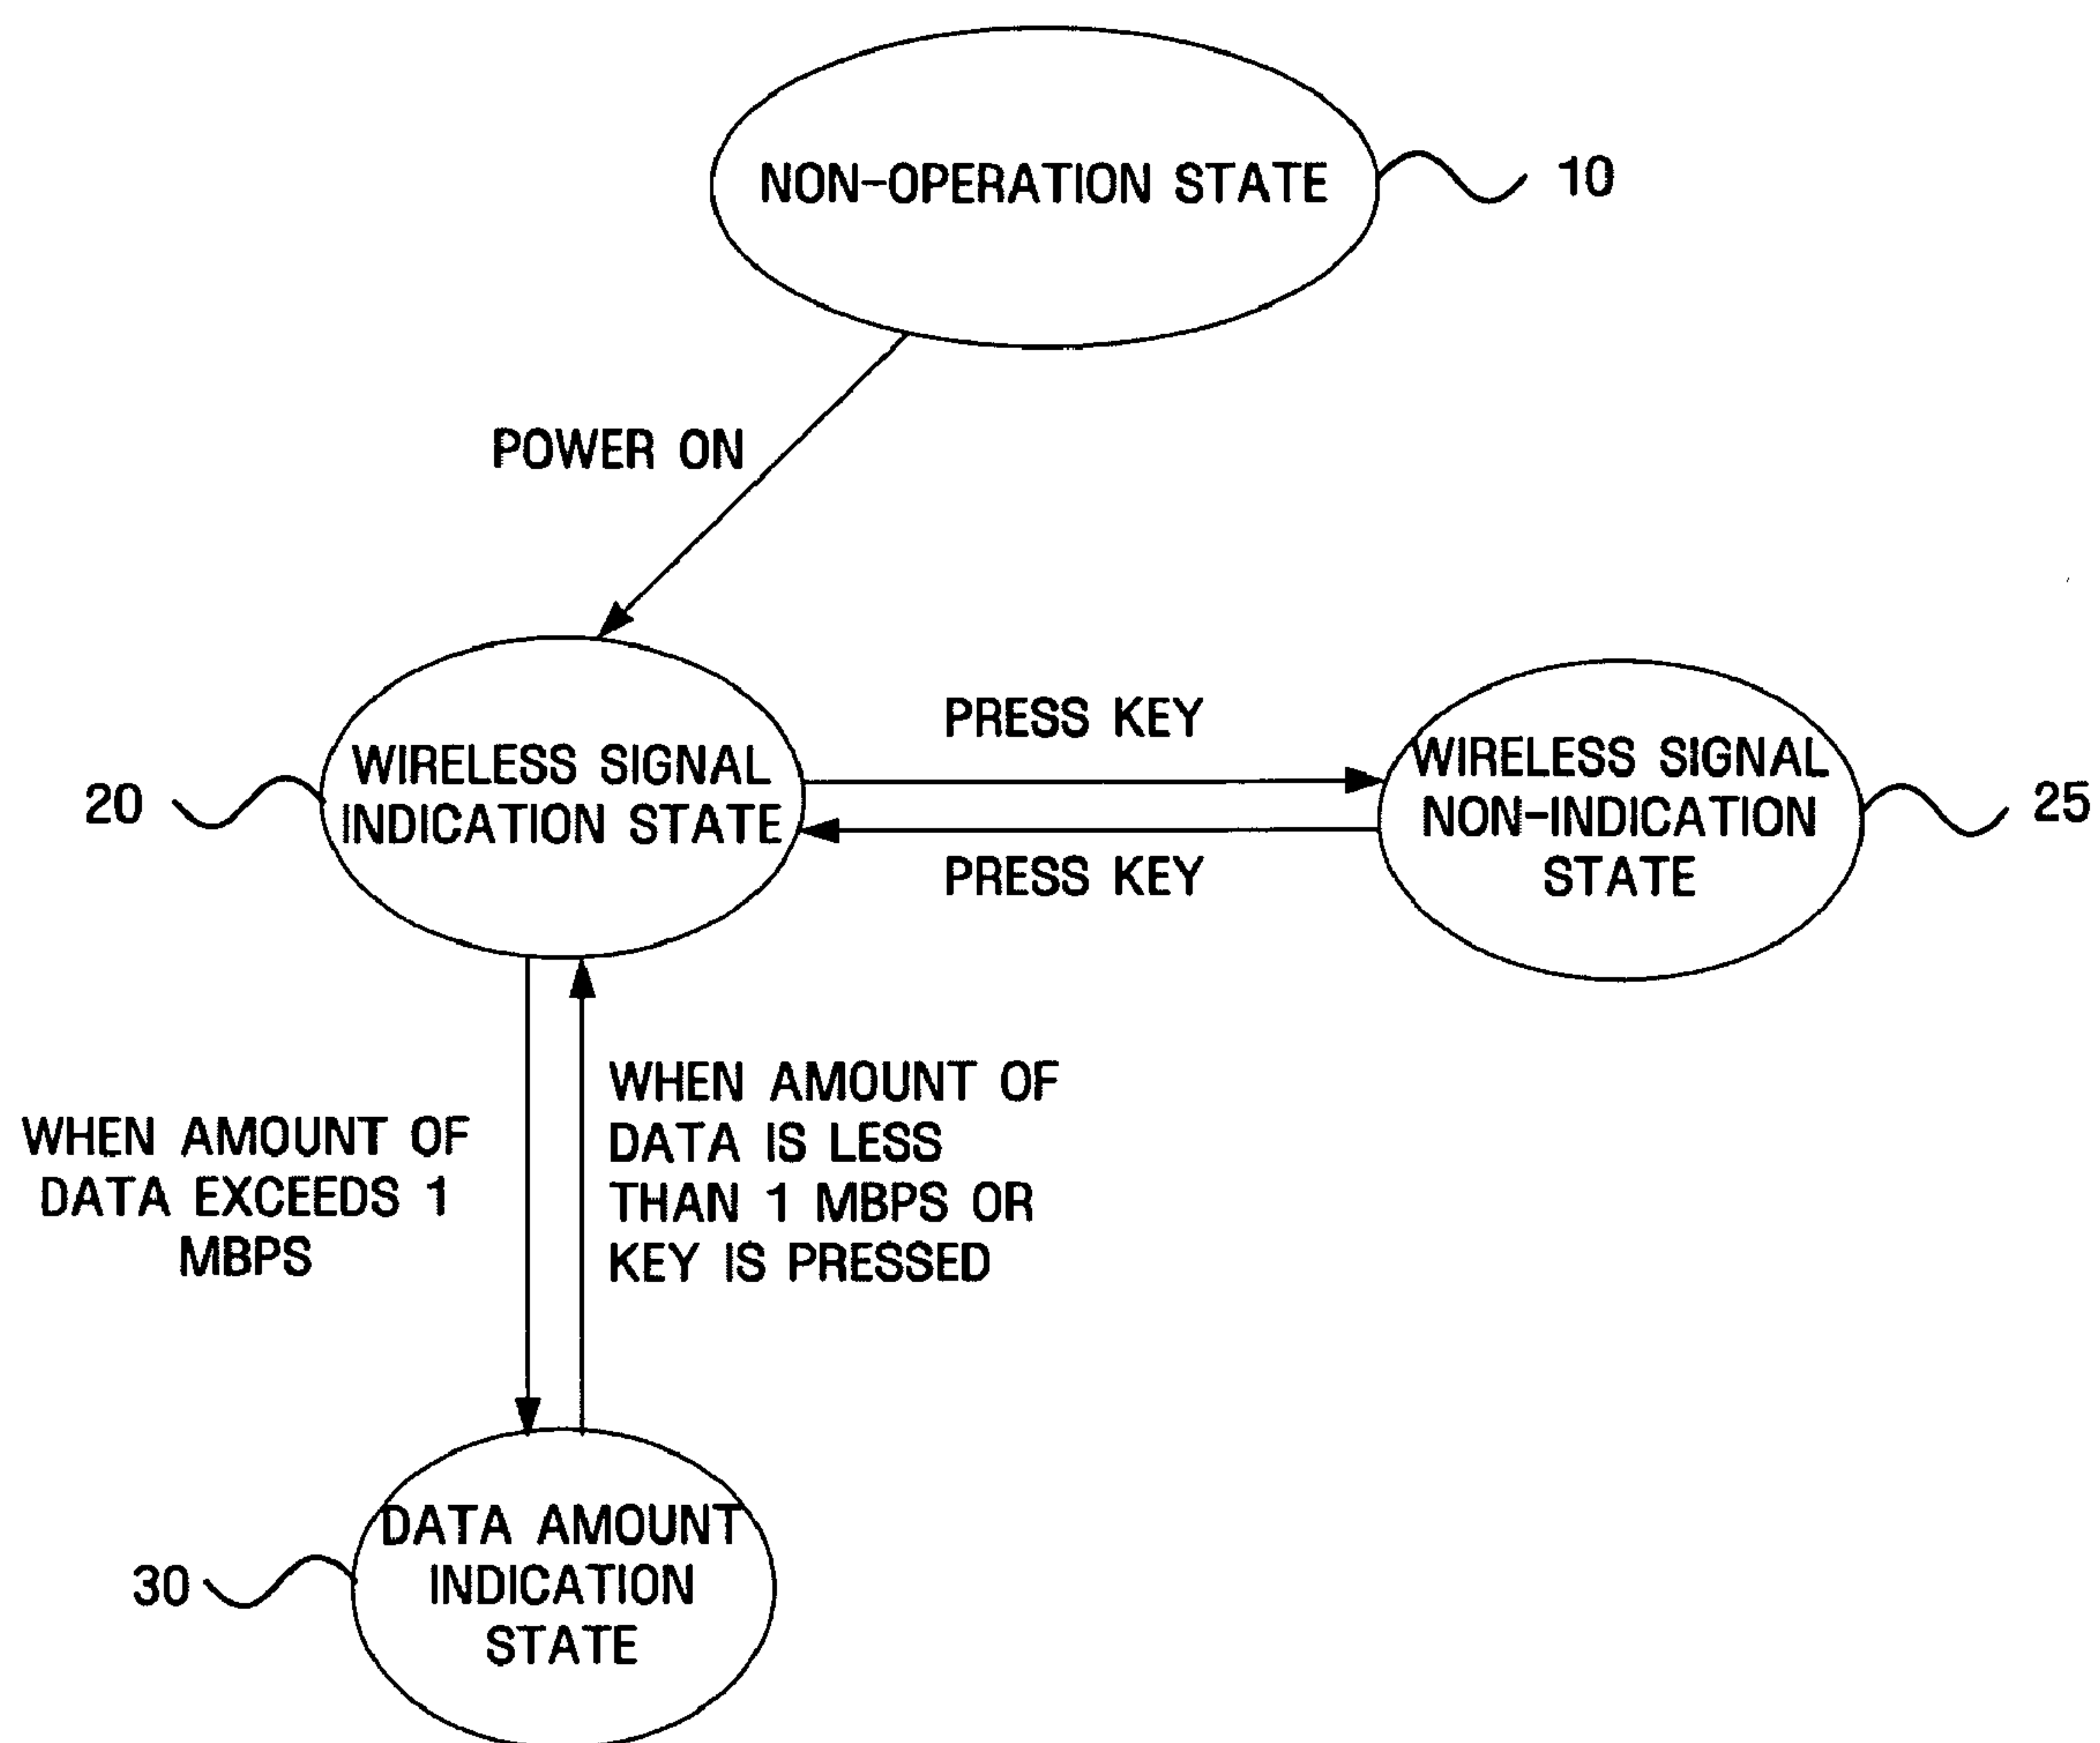 NON-OPERATION STATE
10
POWER ON
WIRELESS SIGNAL
INDICATION STATE
20
PRESS KEY
PRESS KEY
WIRELESS SIGNAL
NON-INDICATION
STATE
25
WHEN AMOUNT OF
DATA EXCEEDS 1
MBPS
WHEN AMOUNT OF
DATA IS LESS
THAN 1 MBPS OR
KEY IS PRESSED
DATA AMOUNT
INDICATION
STATE
30